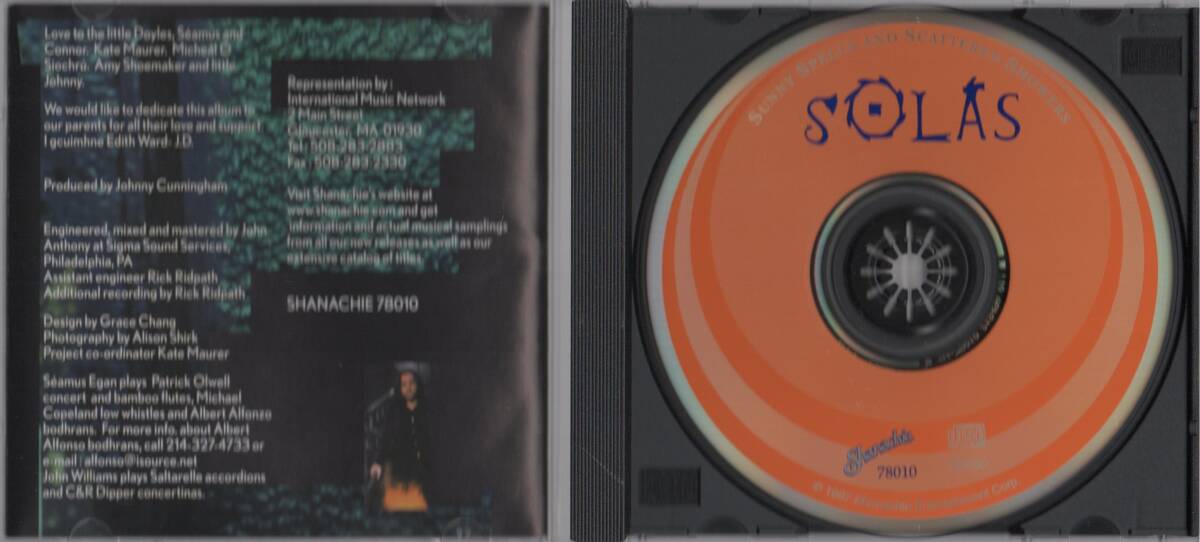 Love to the little Doyles, Séamus and
Connor, Kate Maurer, Micheál Ó
Siochrú. Amy Shoemaker and little
Johnny.
We would like to dedicate this album to
our parents for all their love and support
I gcuimhne Edith Ward- J.D.
Produced by Johnny Cunningham
Engineered, mixed and mastered by John
Anthony at Sigma Sound Services,
Philadelphia, PA
Assistant engineer Rick Ridpath
Additional recording by Rick Ridpath
Design by Grace Chang
Photography by Alison Shirk
Project co-ordinator Kate Maurer
Séamus Egan plays Patrick Olwell
concert and bamboo flutes, Michael
Copeland low whistles and Albert Alfonzo
bodhrans. For more info. about Albert
Alfonso bodhrans, call 214-327-4733 or
e-mail : alfonso@isource.net
John Williams plays Saltarelle accordions
and C&R Dipper concertinas.
Representation by :
International Music Network
2 Main Street
Gloucester, MA 01930
Tel: 508-283-2883
Fax: 508-283-2330
Visit Shanachie's website at
www.shanachie.com and get
information and actual musical samplings
from all our new releases as well as our
extensive catalog of titles
SHANACHIE 78010
SUNNY SPELLS AND SCATTERED SHOWERS
SOLAS
Shanachie
78010
© 1997 Shanachie Entertainment Corp.